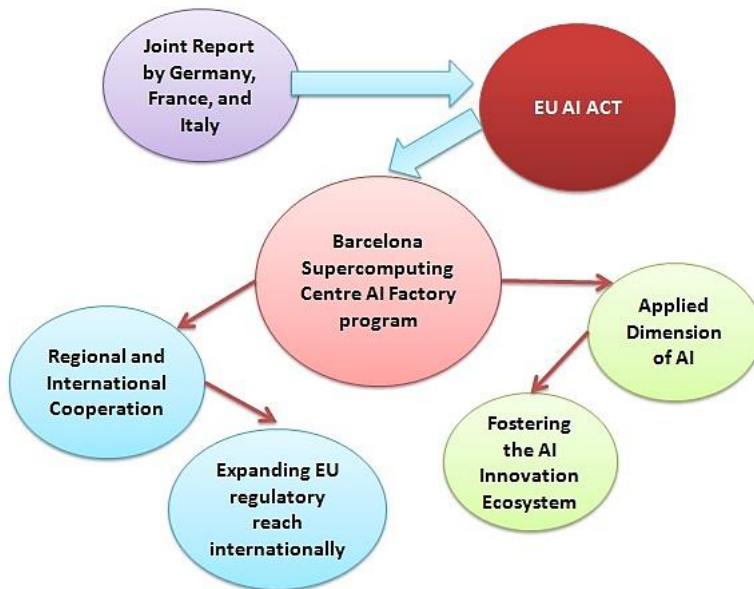 Joint Report
by Germany,
France, and
Italy
EU AI ACT
Barcelona
Supercomputing
Centre AI Factory
program
Applied
Dimension
of AI
Regional and
International
Cooperation
Fostering
the AI
Innovation
Ecosystem
Expanding EU
regulatory
reach
internationally